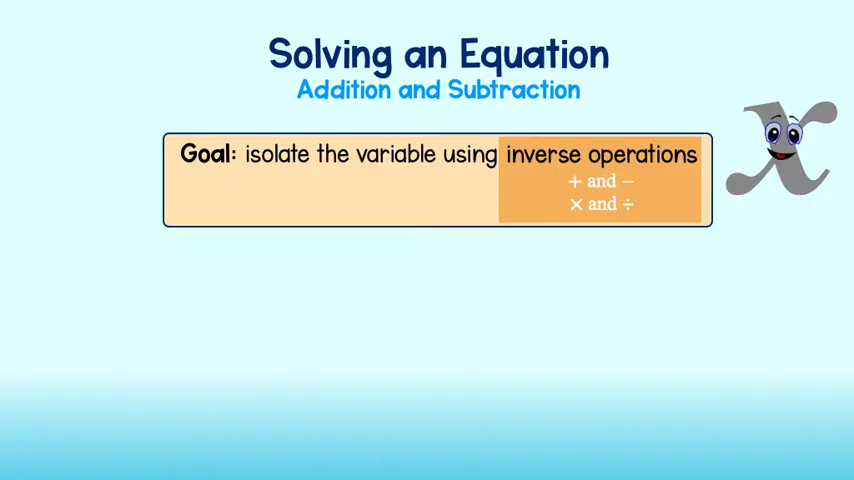 Solving an Equation
Addition and Subtraction
Goal: isolate the variable using inverse operations
+ and −
× and ÷